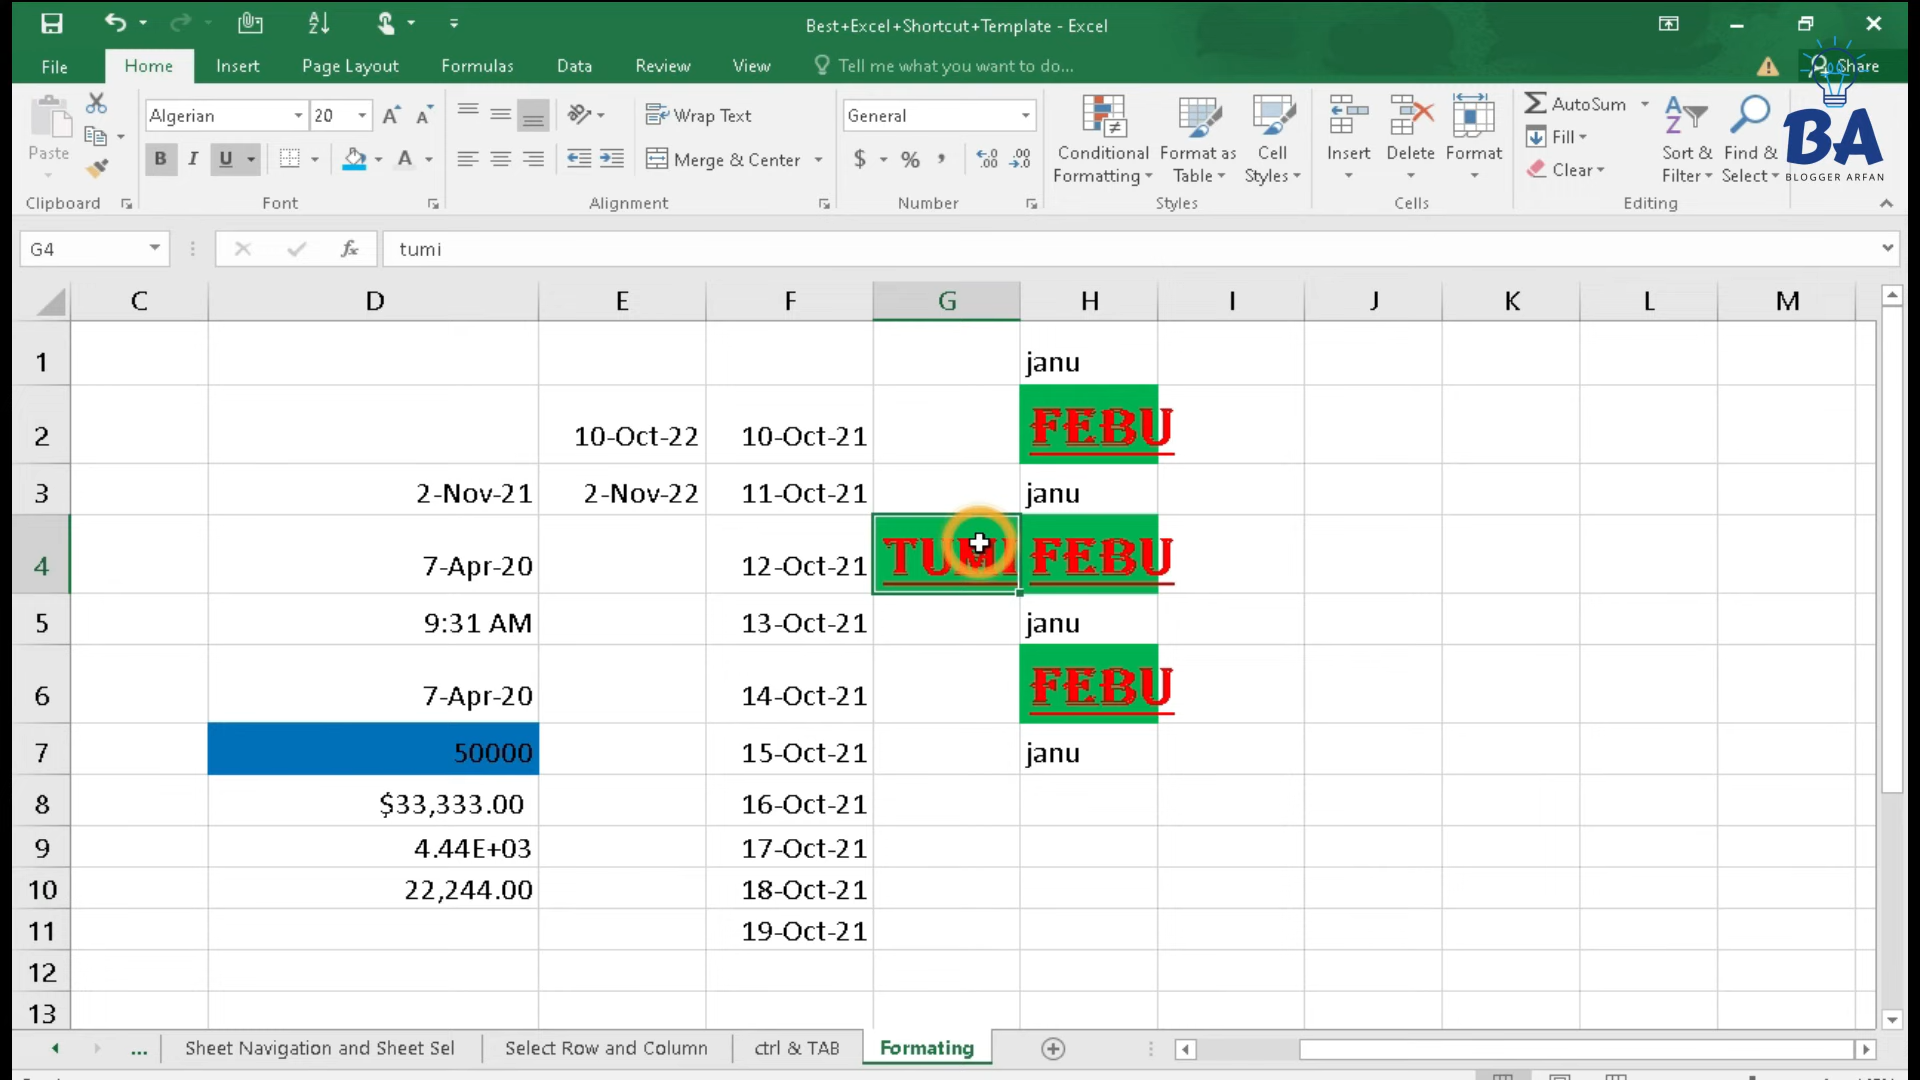 Best+Excel+Shortcut+Template - Excel
File Home Insert Page Layout Formulas Data Review View Tell me what you want to do... Share
Paste Algerian 20 Wrap Text General Conditional Formatting Format as Table Cell Styles Insert Delete Format AutoSum Fill Clear Sort & Filter Find & Select
B I U A Merge & Center $ %
Clipboard Font Alignment Number Styles Cells Editing
BA
BLOGGER ARFAN
G4 fx tumi
C D E F G H I J K L M
1 janu
2 10-Oct-22 10-Oct-21 FEBU
3 2-Nov-21 2-Nov-22 11-Oct-21 janu
4 7-Apr-20 12-Oct-21 TUMI FEBU
5 9:31 AM 13-Oct-21 janu
6 7-Apr-20 14-Oct-21 FEBU
7 50000 15-Oct-21 janu
8 $33,333.00 16-Oct-21
9 4.44E+03 17-Oct-21
10 22,244.00 18-Oct-21
11 19-Oct-21
12
13
... Sheet Navigation and Sheet Sel Select Row and Column ctrl & TAB Formating